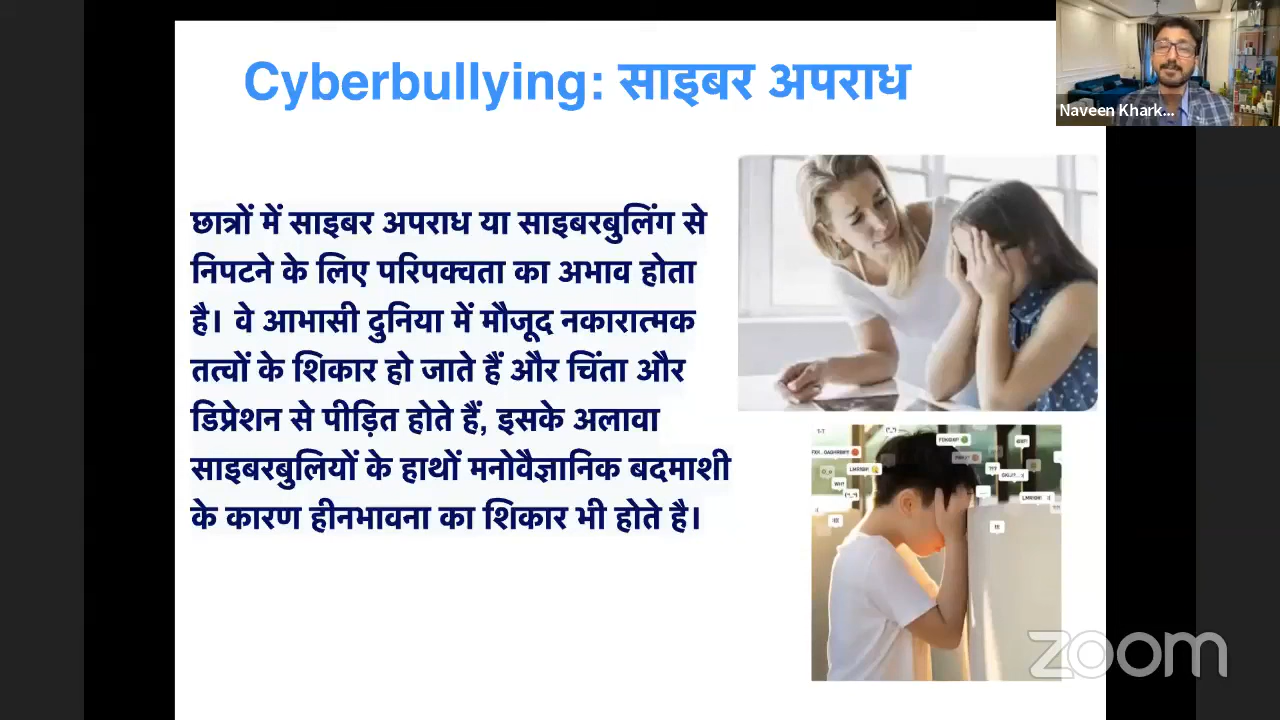 Cyberbullying: साइबर अपराध
Naveen Khark...
छात्रों में साइबर अपराध या साइबरबुलिंग से
निपटने के लिए परिपक्वता का अभाव होता
है। वे आभासी दुनिया में मौजूद नकारात्मक
तत्वों के शिकार हो जाते हैं और चिंता और
डिप्रेशन से पीड़ित होते हैं, इसके अलावा
साइबरबुलियों के हाथों मनोवैज्ञानिक बदमाशी
के कारण हीनभावना का शिकार भी होते है।
zoom